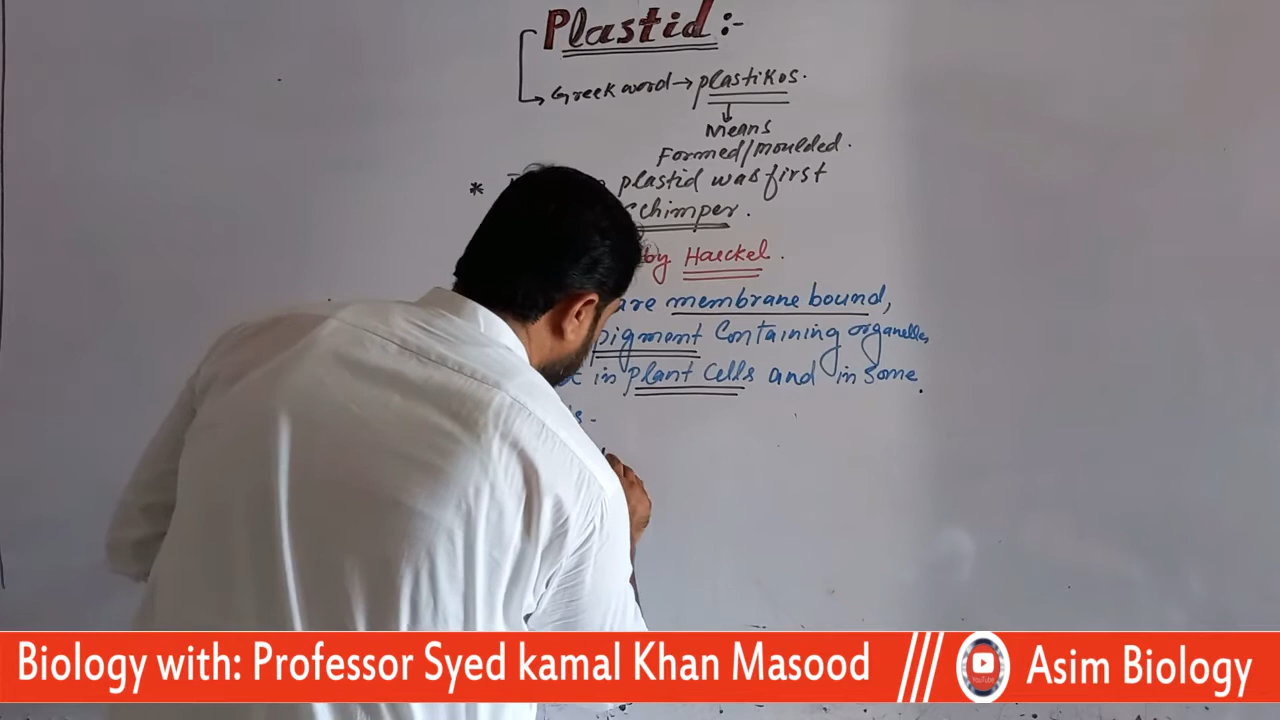 Plastid:-
Greek word → plastikos.
Means
Formed/Moulded.
* plastid was first
chimper.
by Haeckel.
are membrane bound,
pigment Containing organelles
in plant Cells and in Some
Biology with: Professor Syed kamal Khan Masood
YouTube
Asim Biology